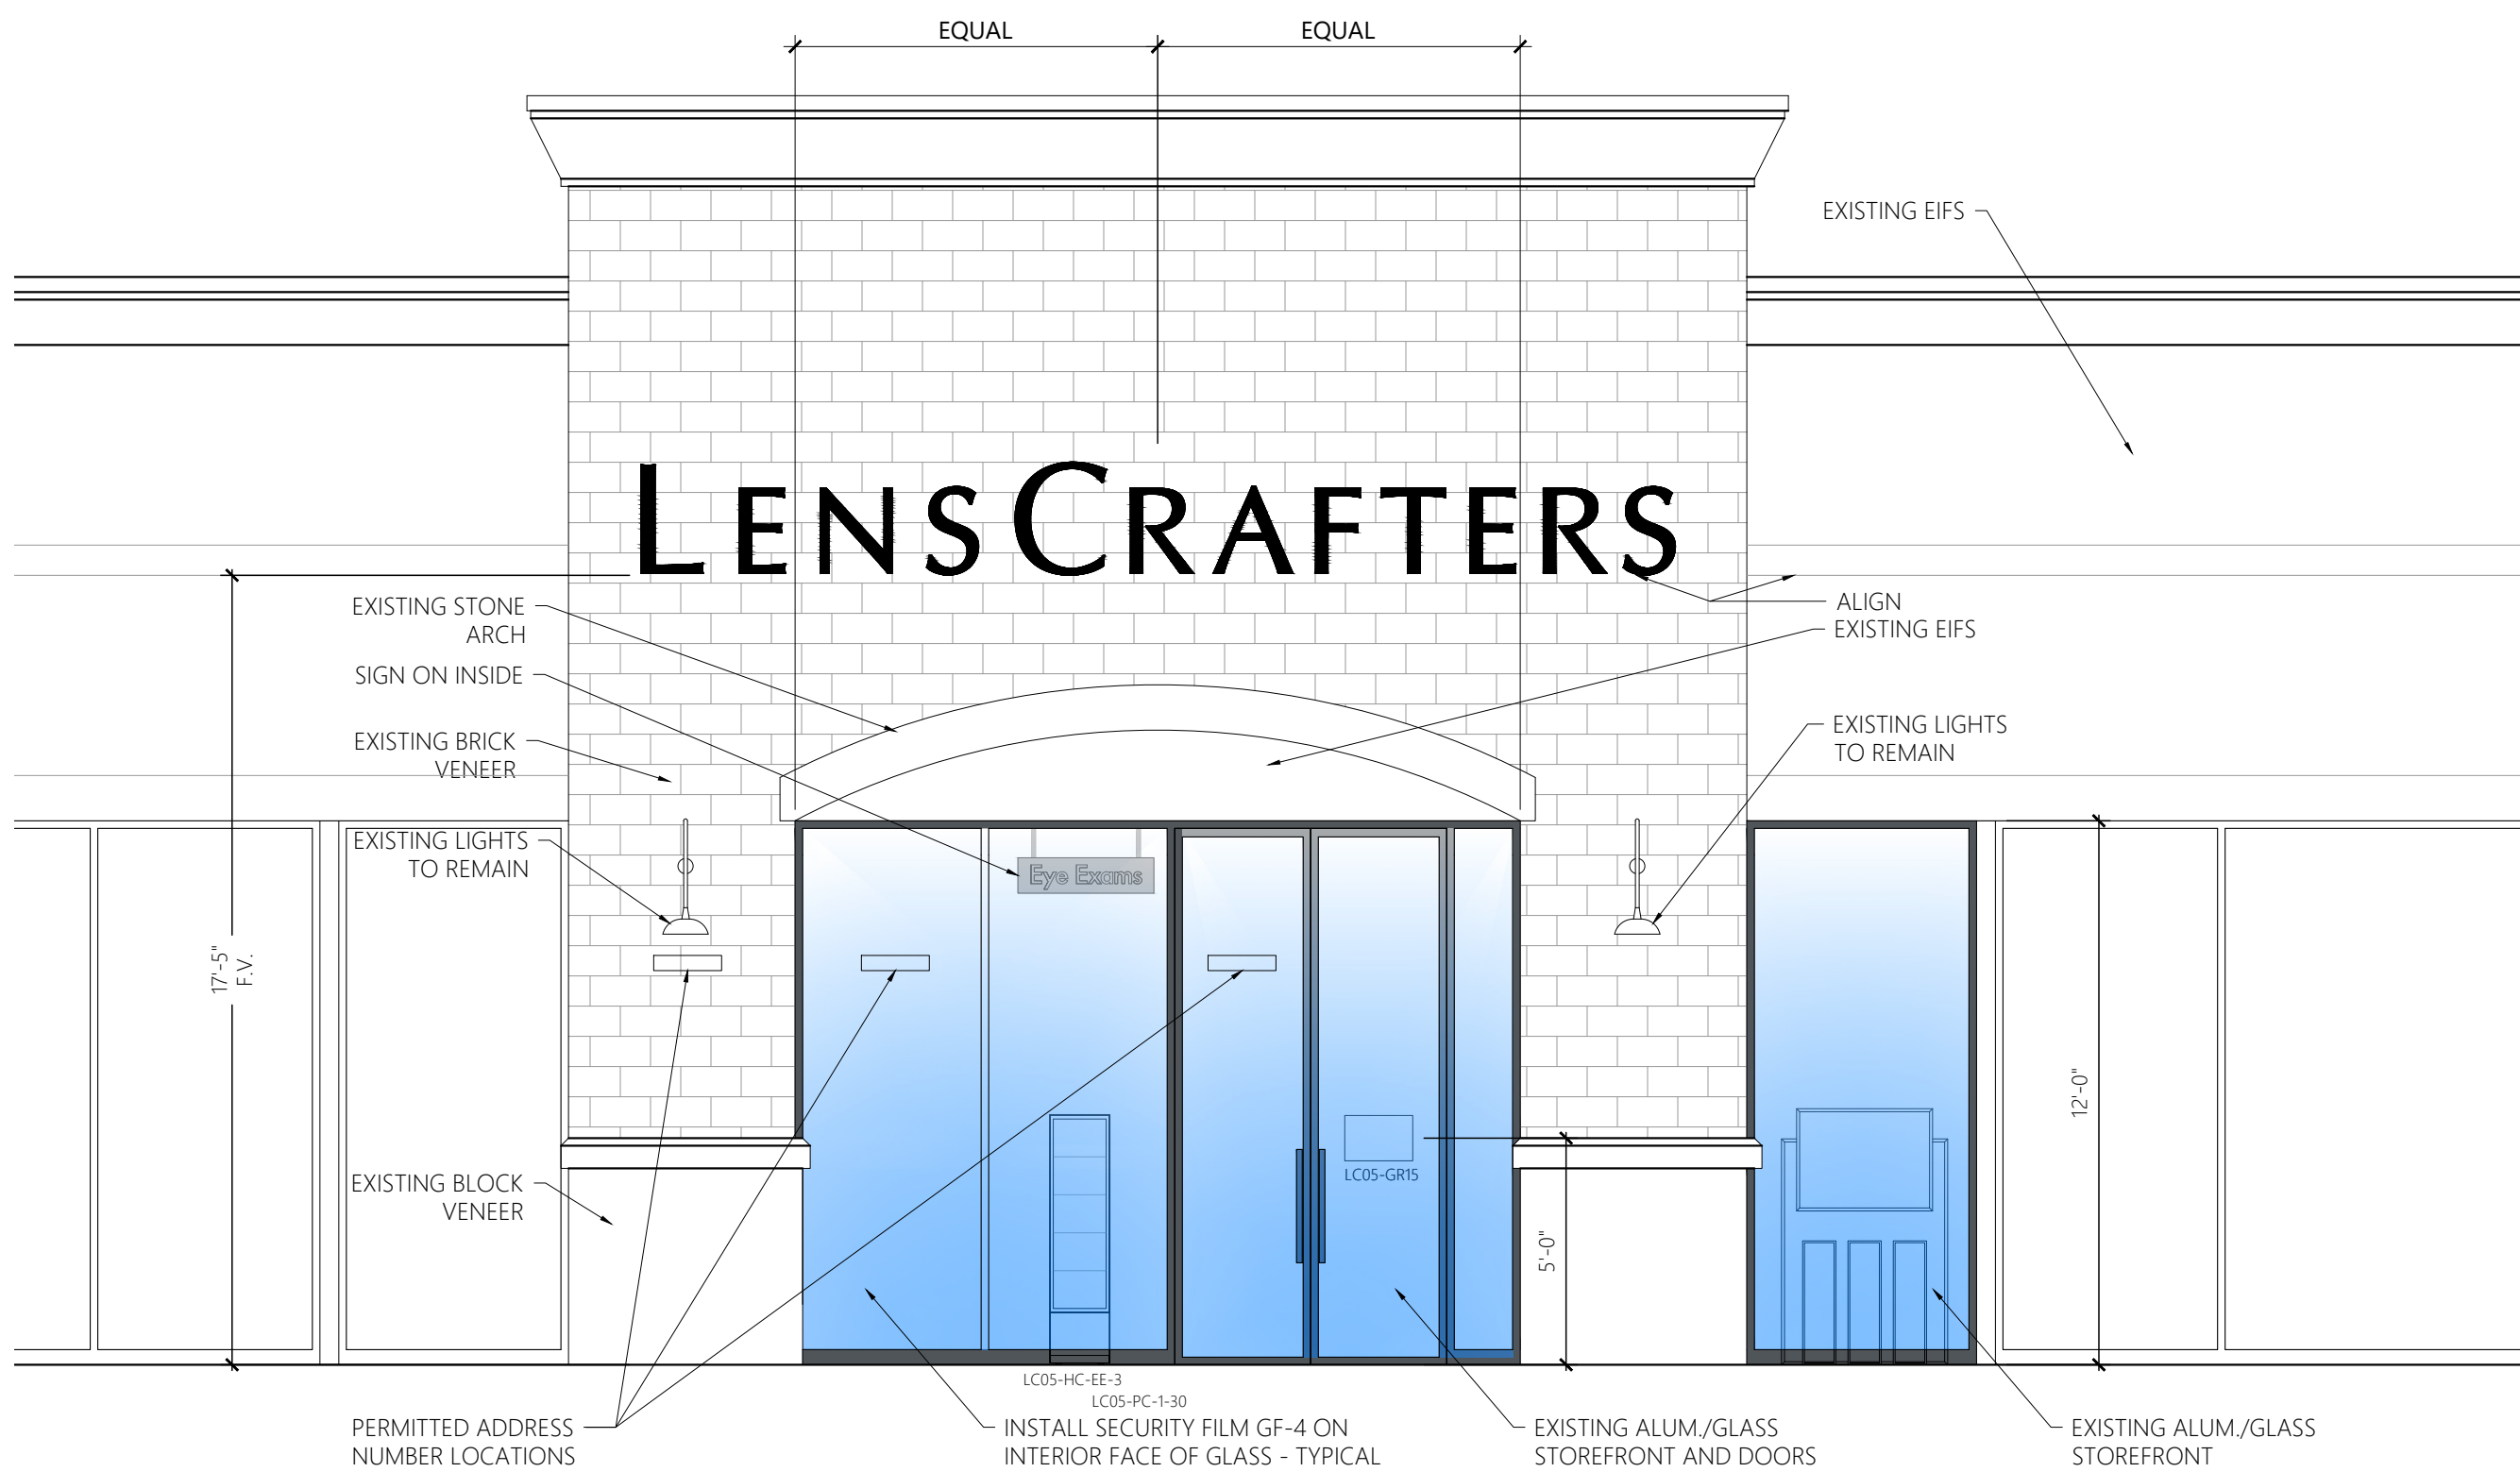 EQUAL
EQUAL
EXISTING EIFS
LENSCRAFTERS
EXISTING STONE
ARCH
ALIGN
EXISTING EIFS
SIGN ON INSIDE
EXISTING BRICK
VENEER
EXISTING LIGHTS
TO REMAIN
EXISTING LIGHTS
TO REMAIN
Eye Exams
17'-5"
F.V.
12'-0"
LC05-GR15
EXISTING BLOCK
VENEER
5'-0"
LC05-HC-EE-3
LC05-PC-1-30
PERMITTED ADDRESS
NUMBER LOCATIONS
INSTALL SECURITY FILM GF-4 ON
INTERIOR FACE OF GLASS - TYPICAL
EXISTING ALUM./GLASS
STOREFRONT AND DOORS
EXISTING ALUM./GLASS
STOREFRONT